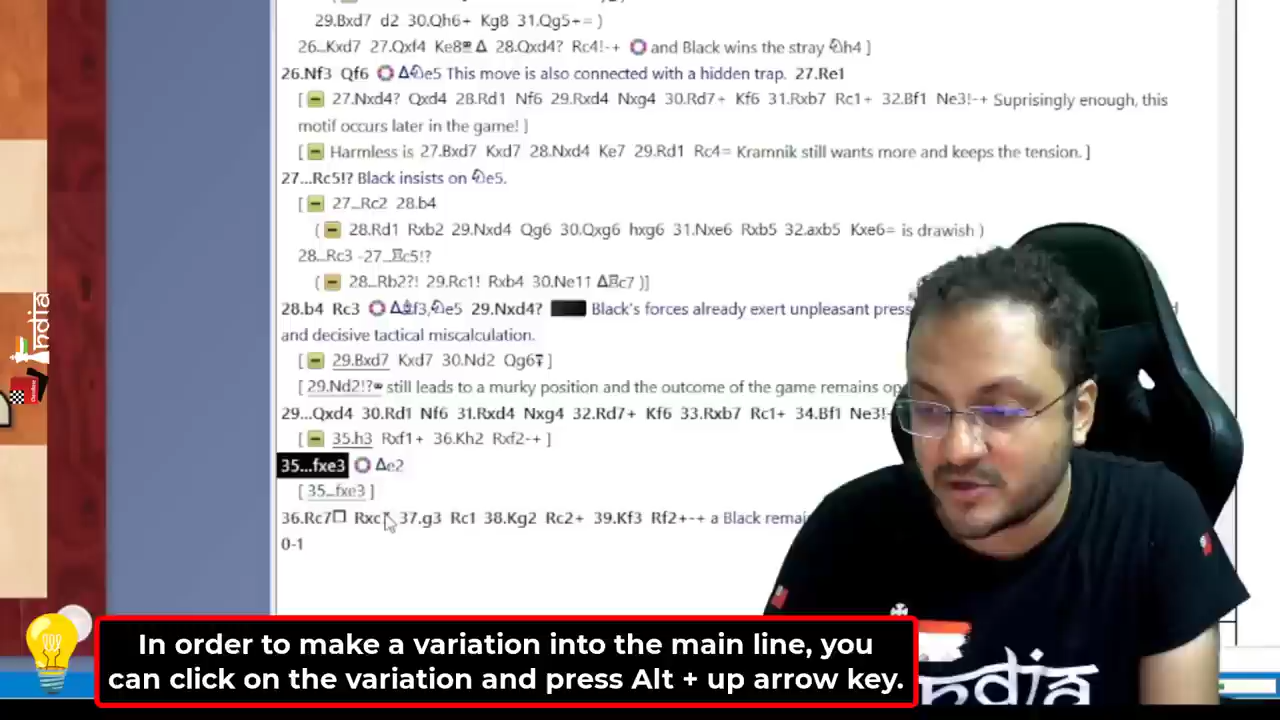 29.Bxd7 d2 30.Qh6+ Kg8 31.Qg5+= )
26...Kxd7 27.Qxf4 Ke8 Δ 28.Qxd4? Rc4!-+ and Black wins the stray ♘h4 ]
26.Nf3 Qf6 Δ♘e5 This move is also connected with a hidden trap. 27.Re1
[ 27.Nxd4? Qxd4 28.Rd1 Nf6 29.Rxd4 Nxg4 30.Rd7+ Kf6 31.Rxb7 Rc1+ 32.Bf1 Ne3!-+ Suprisingly enough, this
motif occurs later in the game! ]
[ Harmless is 27.Bxd7 Kxd7 28.Nxd4 Ke7 29.Rd1 Rc4= Kramnik still wants more and keeps the tension. ]
27...Rc5!? Black insists on ♘e5.
[ 27...Rc2 28.b4
( 28.Rd1 Rxb2 29.Nxd4 Qg6 30.Qxg6 hxg6 31.Nxe6 Rxb5 32.axb5 Kxe6= is drawish )
28...Rc3 -27...♖c5!?
( 28...Rb2?! 29.Rc1! Rxb4 30.Ne1↑ Δ♖c7 )]
28.b4 Rc3 Δ♗f3,♘e5 29.Nxd4? Black's forces already exert unpleasant
and decisive tactical miscalculation.
[ 29.Bxd7 Kxd7 30.Nd2 Qg6∓ ]
[ 29.Nd2!? still leads to a murky position and the outcome of the game remains
29...Qxd4 30.Rd1 Nf6 31.Rxd4 Nxg4 32.Rd7+ Kf6 33.Rxb7 Rc1+ 34.Bf1 Ne3!-
[ 35.h3 Rxf1+ 36.Kh2 Rxf2-+ ]
35...fxe3 Δe2
[ 35...fxe3 ]
36.Rc7□ Rxc 37.g3 Rc1 38.Kg2 Rc2+ 39.Kf3 Rf2+-+ a Black
0-1
India
In order to make a variation into the main line, you
can click on the variation and press Alt + up arrow key.